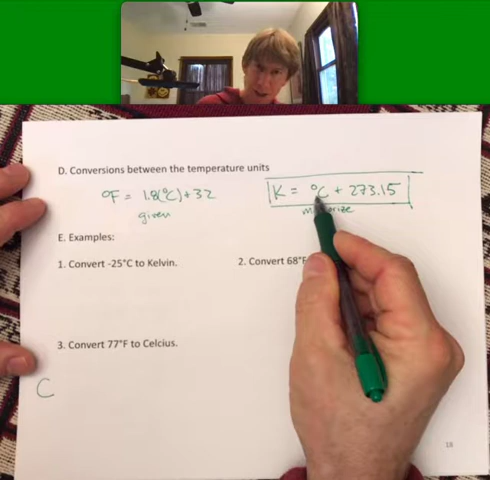 D. Conversions between the temperature units
°F = 1.8(°C) + 32
K = °C + 273.15
given
E. Examples:
1. Convert -25°C to Kelvin.
2. Convert 68°F
3. Convert 77°F to Celcius.
C
18